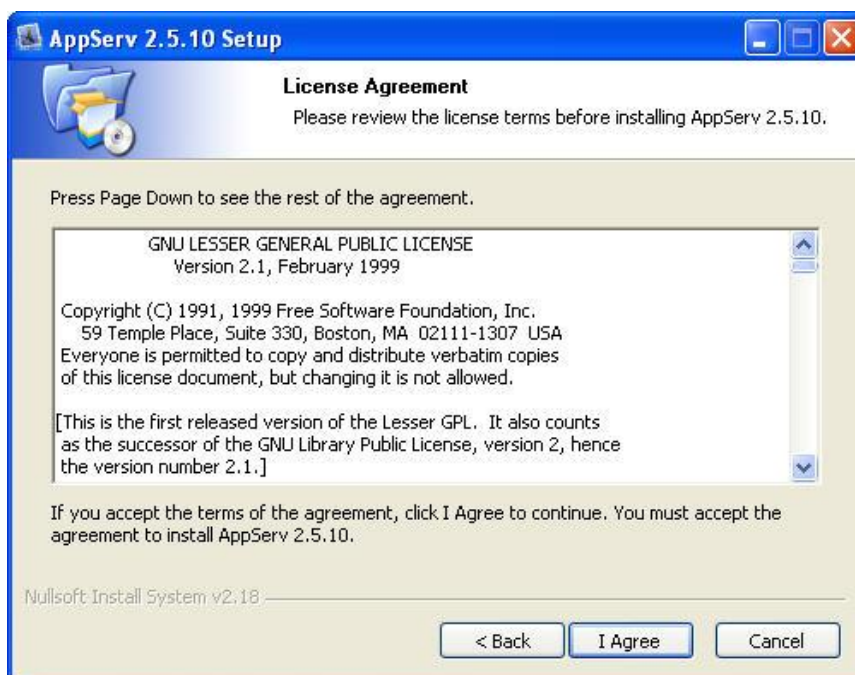 AppServ 2.5.10 Setup
License Agreement
Please review the license terms before installing AppServ 2.5.10.
Press Page Down to see the rest of the agreement.
GNU LESSER GENERAL PUBLIC LICENSE
Version 2.1, February 1999
Copyright (C) 1991, 1999 Free Software Foundation, Inc.
59 Temple Place, Suite 330, Boston, MA  02111-1307  USA
Everyone is permitted to copy and distribute verbatim copies
of this license document, but changing it is not allowed.
[This is the first released version of the Lesser GPL.  It also counts
as the successor of the GNU Library Public License, version 2, hence
the version number 2.1.]
If you accept the terms of the agreement, click I Agree to continue. You must accept the
agreement to install AppServ 2.5.10.
Nullsoft Install System v2.18
< Back I Agree Cancel